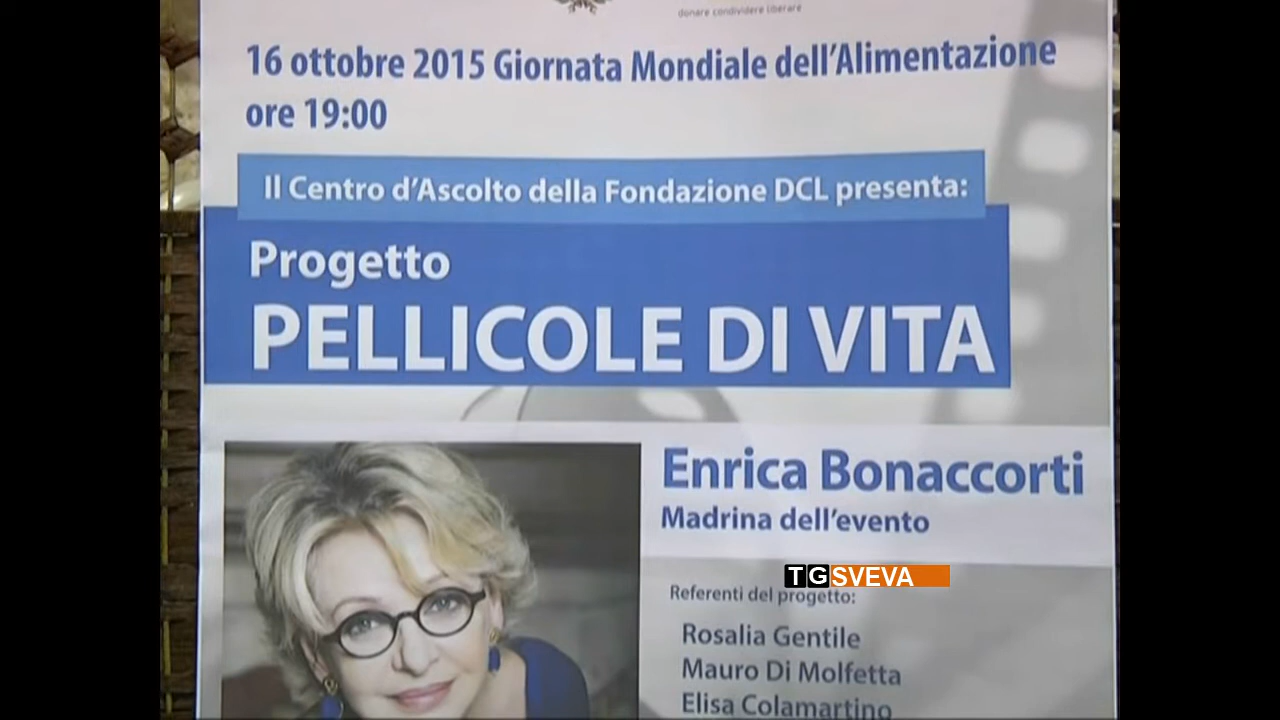 donare condividere liberare
16 ottobre 2015 Giornata Mondiale dell'Alimentazione
ore 19:00
Il Centro d'Ascolto della Fondazione DCL presenta:
Progetto
PELLICOLE DI VITA
Enrica Bonaccorti
Madrina dell'evento
TGSVEVA
Referenti del progetto:
Rosalia Gentile
Mauro Di Molfetta
Elisa Colamartino